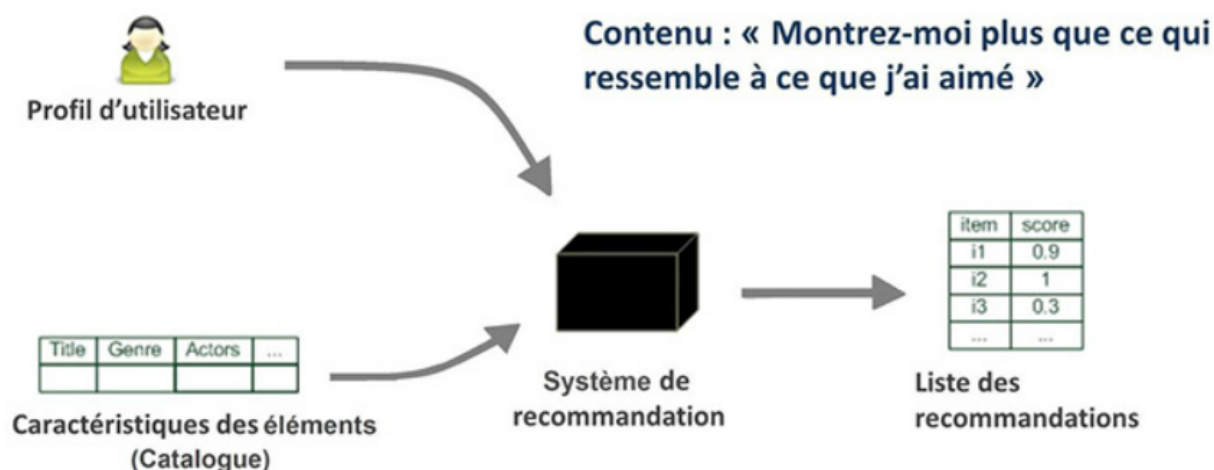 Contenu : « Montrez-moi plus que ce qui
ressemble à ce que j'ai aimé »
Profil d'utilisateur
item score
i1 0.9
i2 1
i3 0.3
... ...
Title Genre Actors ...
Caractéristiques des éléments
(Catalogue)
Système de
recommandation
Liste des
recommandations